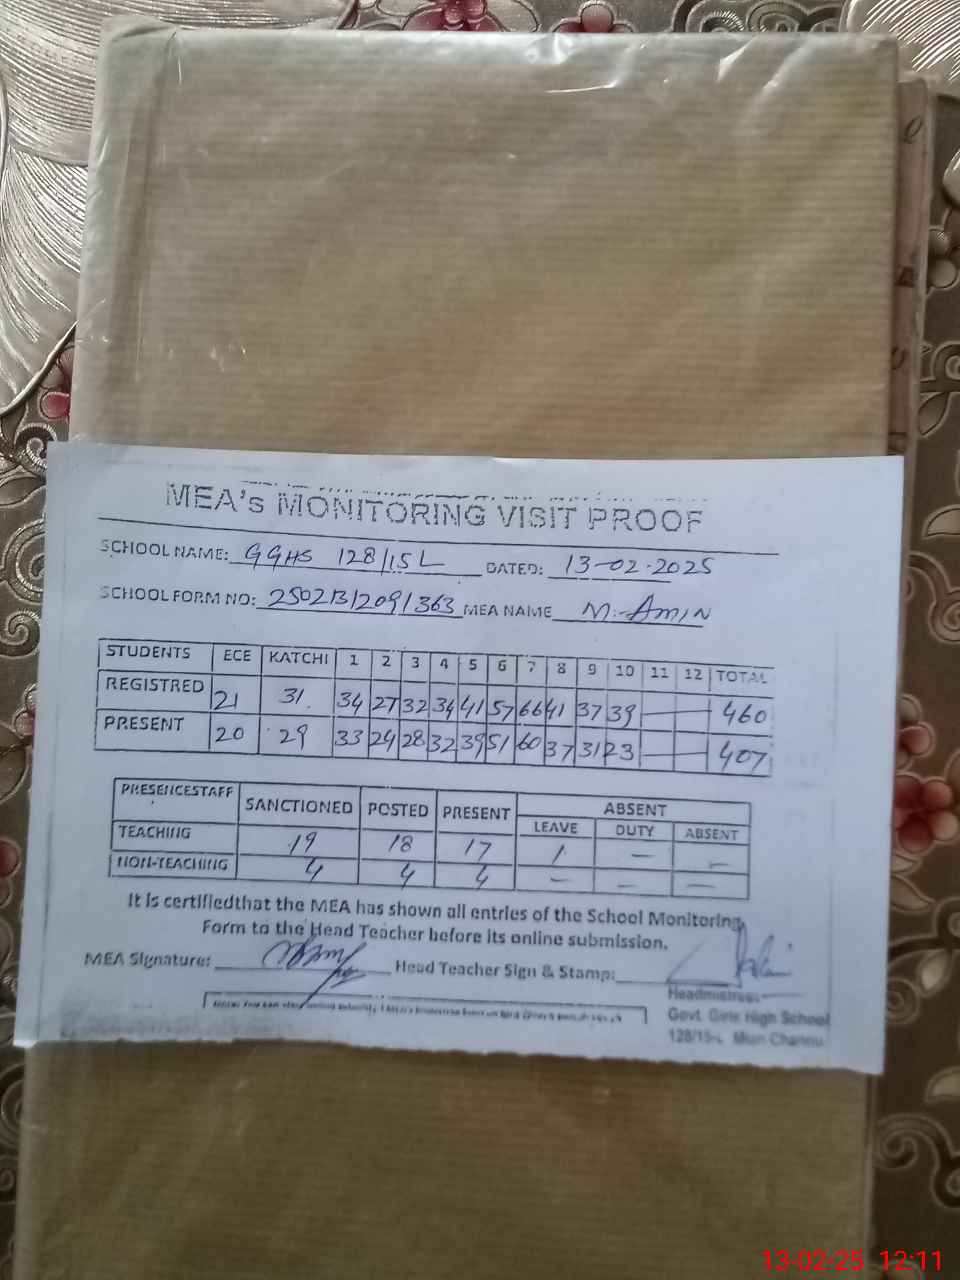 MEA's MONITORING VISIT PROOF
SCHOOL NAME: GGHS 128/15L DATED: 13-02-2025
SCHOOL FORM NO: MEA NAME M. AMIN
STUDENTS ECE KATCHI 1 2 3 4 5 6 7 8 9 10 11 12 TOTAL
REGISTRED 21 31 34 27 32 34 41 57 66 41 37 39 — — 460
PRESENT 20 29 33 24 28 32 39 51 60 37 31 23 — — 407
PRESENCESTAFF SANCTIONED POSTED PRESENT ABSENT
LEAVE DUTY ABSENT
TEACHING 19 18 17 1 — —
NON-TEACHING 4 4 4 — — —
It is certifiedthat the MEA has shown all entries of the School Monitoring
Form to the Head Teacher before its online submission.
MEA Signature: Head Teacher Sign & Stamp:
Headmistress
Govt. Girls High School
128/15-L Mian Channu
13-02-25 12:11